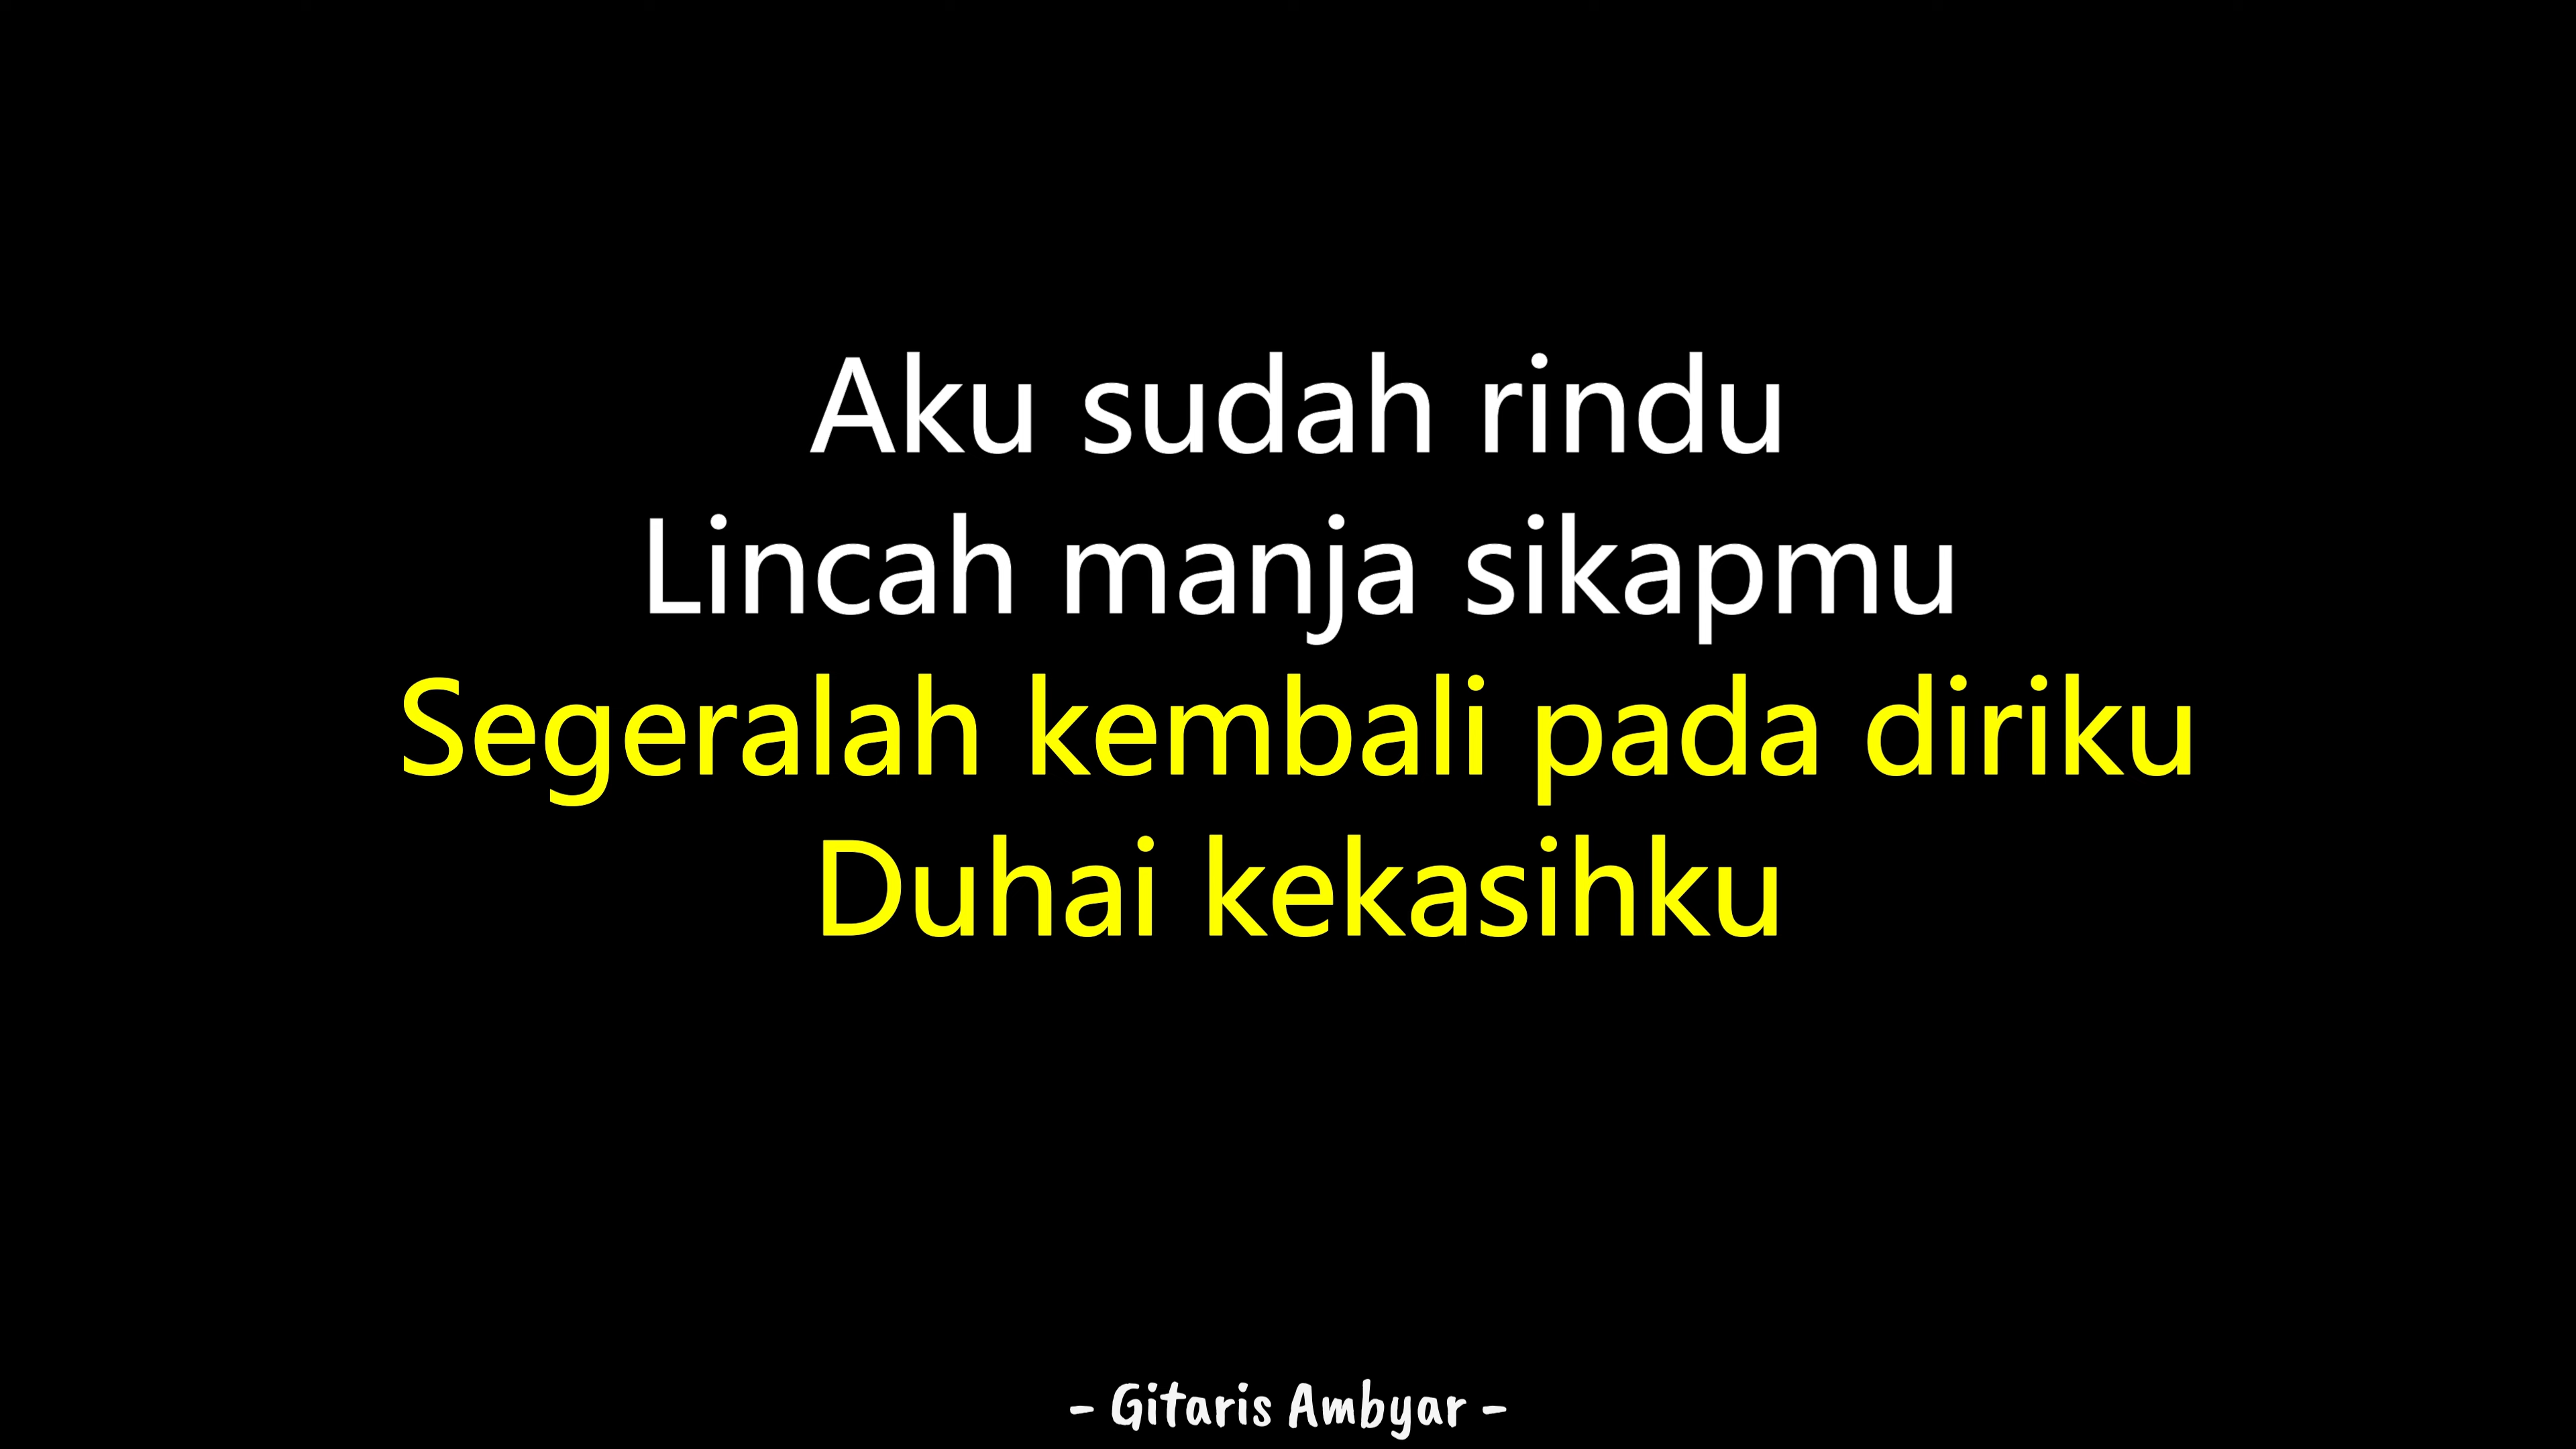 Aku sudah rindu
Lincah manja sikapmu
Segeralah kembali pada diriku
Duhai kekasihku
- Gitaris Ambyar -